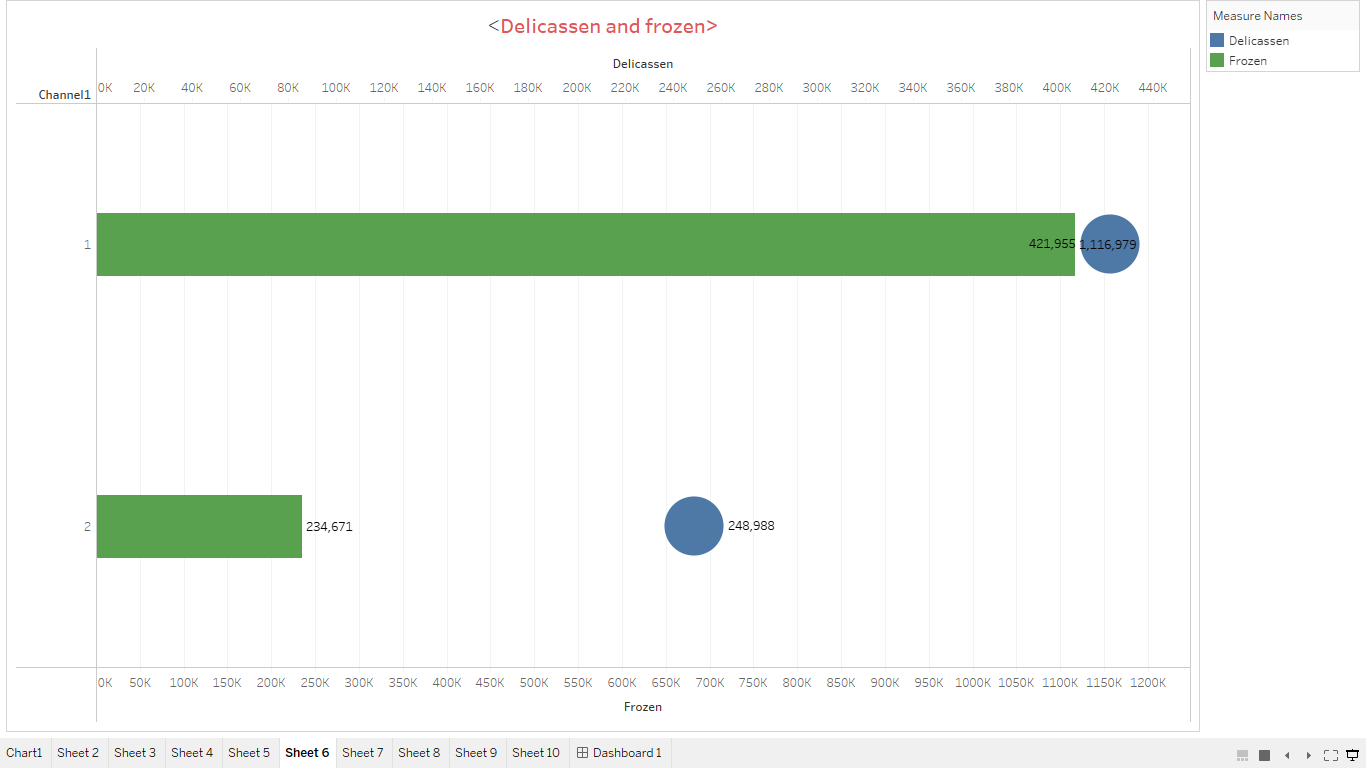 <Delicassen and frozen>
Measure Names
Delicassen
Frozen
Delicassen
Channel1
0K 20K 40K 60K 80K 100K 120K 140K 160K 180K 200K 220K 240K 260K 280K 300K 320K 340K 360K 380K 400K 420K 440K
1
421,955
1,116,979
2
234,671
248,988
0K 50K 100K 150K 200K 250K 300K 350K 400K 450K 500K 550K 600K 650K 700K 750K 800K 850K 900K 950K 1000K 1050K 1100K 1150K 1200K
Frozen
Chart1 Sheet 2 Sheet 3 Sheet 4 Sheet 5 Sheet 6 Sheet 7 Sheet 8 Sheet 9 Sheet 10 Dashboard 1